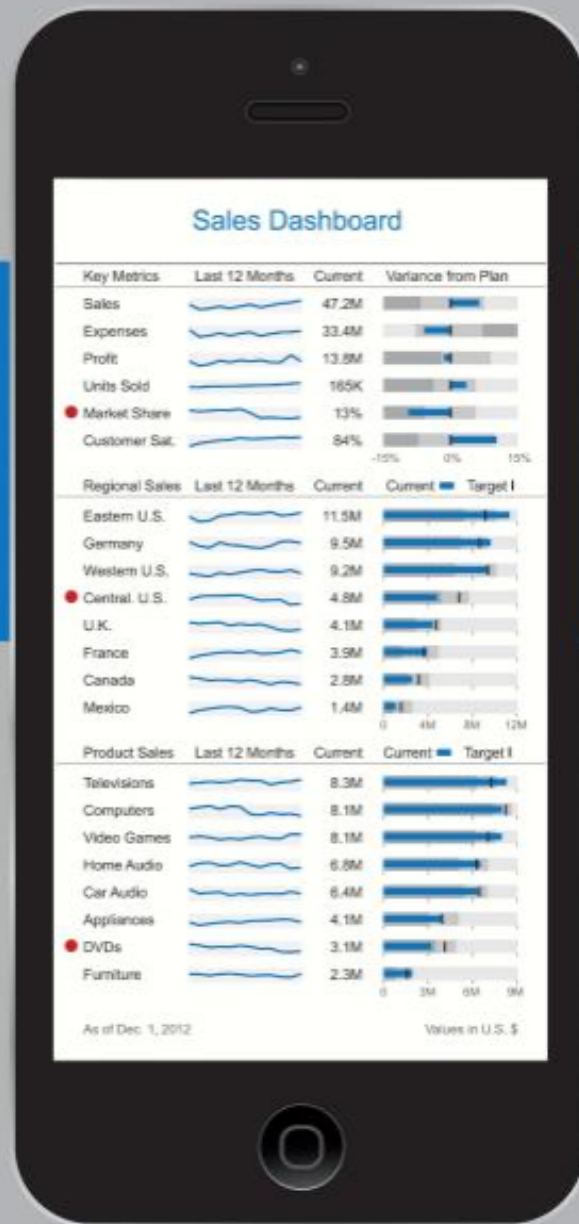 Sales Dashboard
Key Metrics Last 12 Months Current Variance from Plan
Sales 47.2M
Expenses 33.4M
Profit 13.8M
Units Sold 165K
Market Share 13%
Customer Sat. 84%
-15% 0% 15%
Regional Sales Last 12 Months Current Current Target
Eastern U.S. 11.5M
Germany 9.5M
Western U.S. 9.2M
Central. U.S. 4.8M
U.K. 4.1M
France 3.9M
Canada 2.8M
Mexico 1.4M
0 4M 8M 12M
Product Sales Last 12 Months Current Current Target
Televisions 8.3M
Computers 8.1M
Video Games 8.1M
Home Audio 6.8M
Car Audio 6.4M
Appliances 4.1M
DVDs 3.1M
Furniture 2.3M
0 3M 6M 9M
As of Dec. 1, 2012 Values in U.S. $